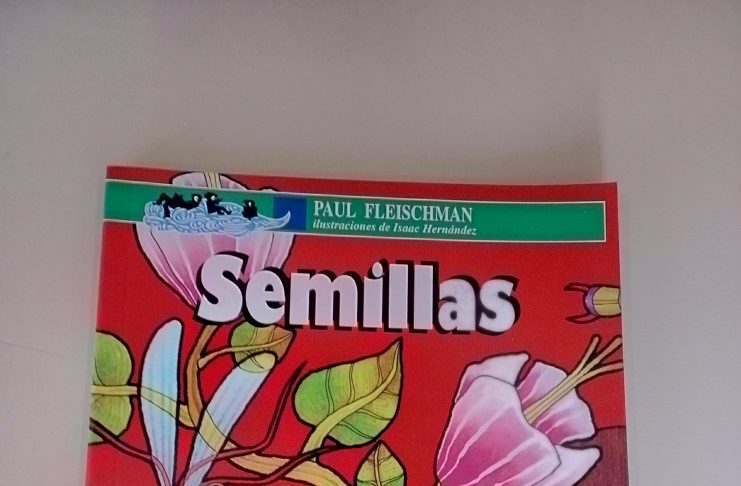 PAUL FLEISCHMAN
ilustraciones de Isaac Hernández
Semillas